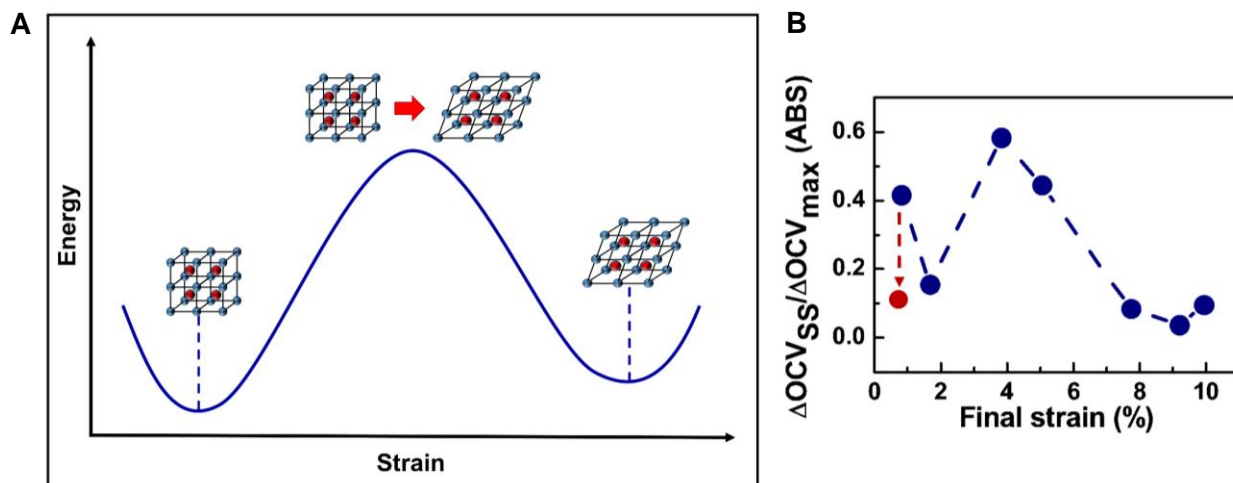 A
Energy
Strain
B
ΔOCVSS/ΔOCVmax (ABS)
0.6
0.4
0.2
0.0
0 2 4 6 8 10
Final strain (%)